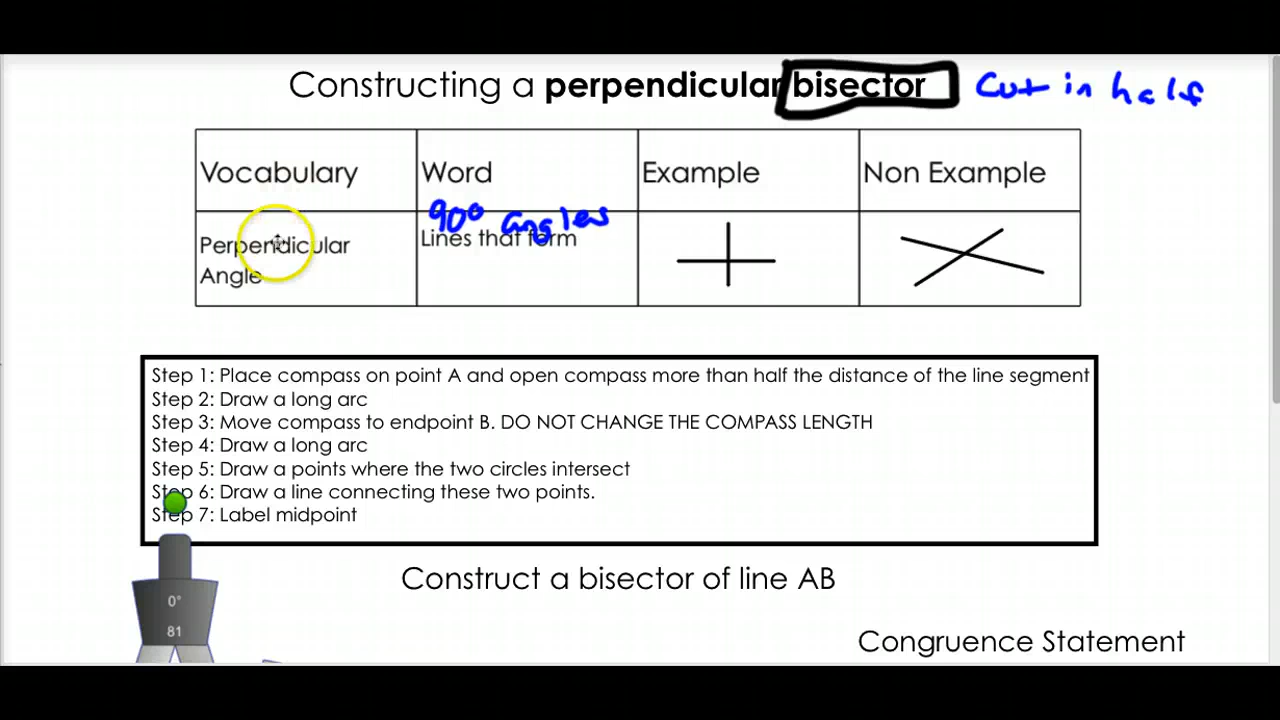 Constructing a perpendicular bisector cut in half
Vocabulary Word Example Non Example
90° angles
Perpendicular Lines that form
Angle
Step 1: Place compass on point A and open compass more than half the distance of the line segment
Step 2: Draw a long arc
Step 3: Move compass to endpoint B. DO NOT CHANGE THE COMPASS LENGTH
Step 4: Draw a long arc
Step 5: Draw a points where the two circles intersect
Step 6: Draw a line connecting these two points.
Step 7: Label midpoint
Construct a bisector of line AB
0°
81
Congruence Statement